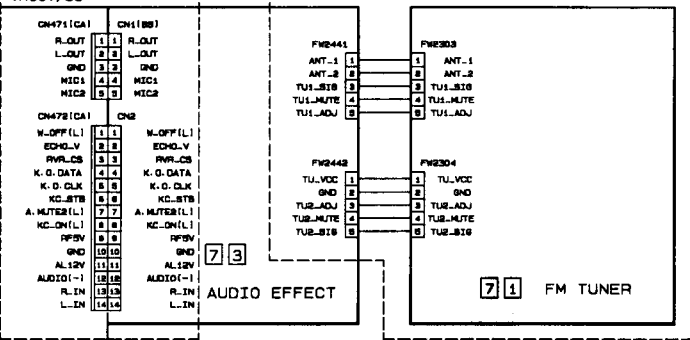 CN471(CA) CN1(BS)
R_OUT 1 1 R_OUT
L_OUT 2 2 L_OUT
GND 3 3 GND
MIC1 4 4 MIC1
MIC2 5 5 MIC2
CN472(CA) CN2
W_OFF(L) 1 1 W_OFF(L)
ECHO_V 2 2 ECHO_V
RVR_CS 3 3 RVR_CS
K.O.DATA 4 4 K.O.DATA
K.O.CLK 5 5 K.O.CLK
KC_STB 6 6 KC_STB
A.MUTE2(L) 7 7 A.MUTE2(L)
KC_ON(L) 8 8 KC_ON(L)
RF5V 9 9 RF5V
GND 10 10 GND
AL12V 11 11 AL12V
AUDIO(-) 12 12 AUDIO(-)
R_IN 13 13 R_IN
L_IN 14 14 L_IN
7 3
AUDIO EFFECT
FW2441 FW2303
ANT_1 1 1 ANT_1
ANT_2 2 2 ANT_2
TU1_SIG 3 3 TU1_SIG
TU1_MUTE 4 4 TU1_MUTE
TU1_ADJ 5 5 TU1_ADJ
FW2442 FW2304
TU_VCC 1 1 TU_VCC
GND 2 2 GND
TU2_ADJ 3 3 TU2_ADJ
TU2_MUTE 4 4 TU2_MUTE
TU2_SIG 5 5 TU2_SIG
7 1 FM TUNER